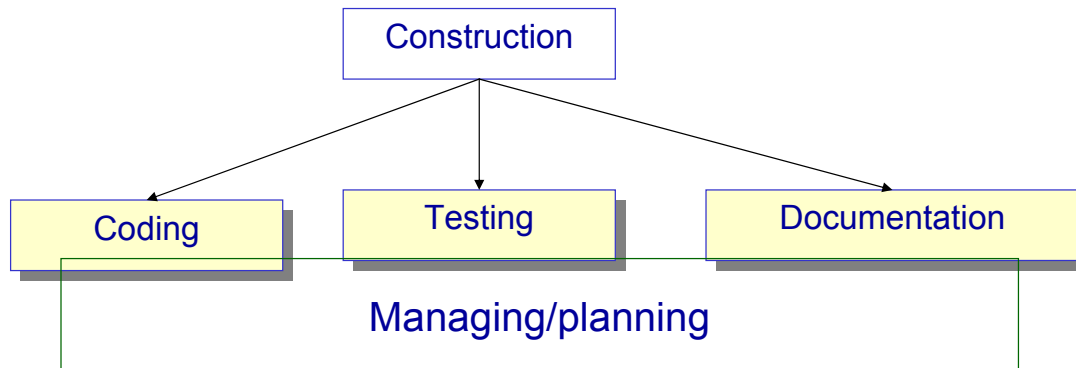 Construction
Coding
Testing
Documentation
Managing/planning